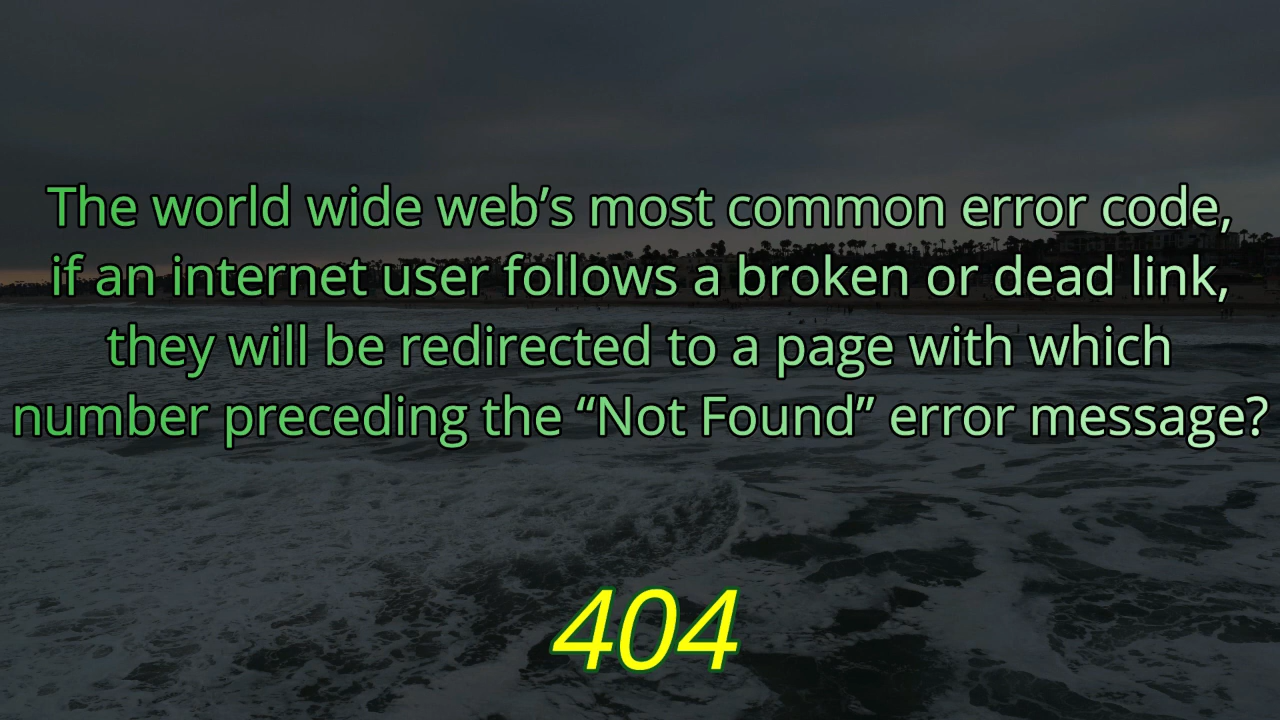 The world wide web’s most common error code,
if an internet user follows a broken or dead link,
they will be redirected to a page with which
number preceding the “Not Found” error message?
404